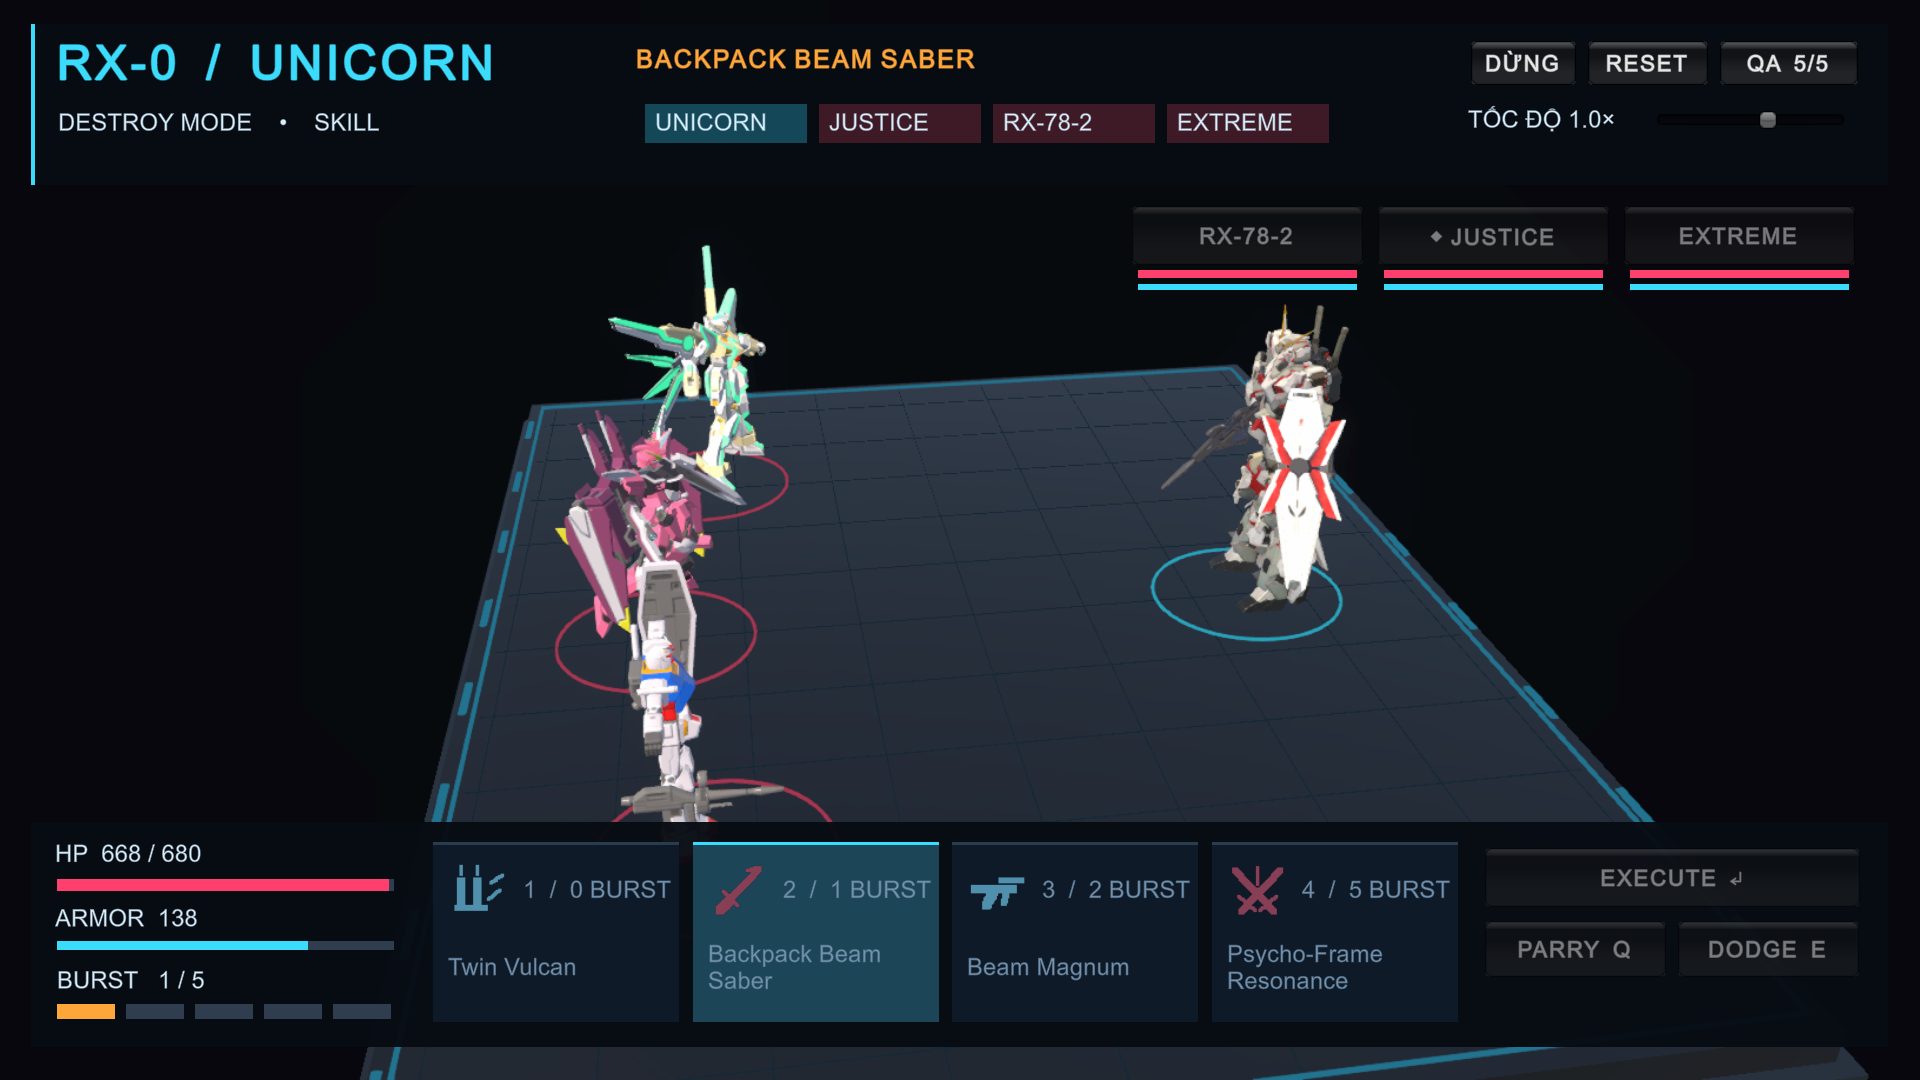 RX-0 / UNICORN
DESTROY MODE • SKILL
BACKPACK BEAM SABER
UNICORN
JUSTICE
RX-78-2
EXTREME
DỪNG
RESET
QA 5/5
TỐC ĐỘ 1.0×
RX-78-2
◆ JUSTICE
EXTREME
HP 668 / 680
ARMOR 138
BURST 1 / 5
1 / 0 BURST
Twin Vulcan
2 / 1 BURST
Backpack Beam
Saber
3 / 2 BURST
Beam Magnum
4 / 5 BURST
Psycho-Frame
Resonance
EXECUTE ↲
PARRY Q
DODGE E